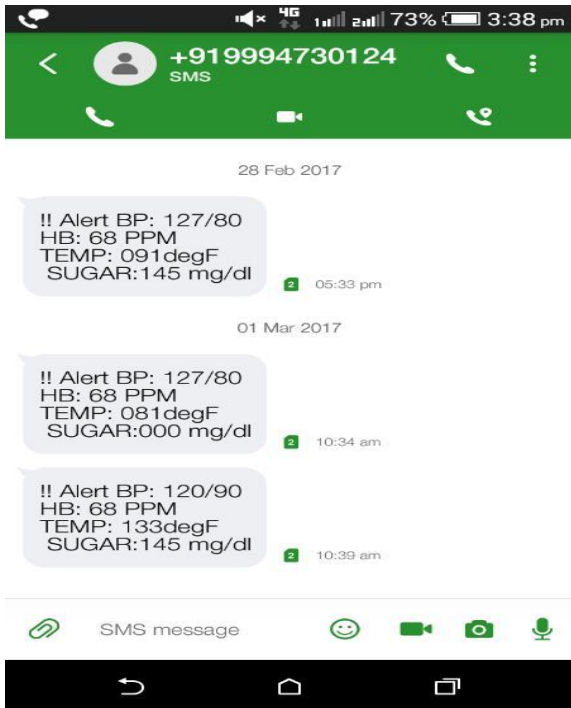 4G 1 2 73% 3:38 pm
+919994730124
SMS
28 Feb 2017
!! Alert BP: 127/80
HB: 68 PPM
TEMP: 091degF
SUGAR:145 mg/dl
2 05:33 pm
01 Mar 2017
!! Alert BP: 127/80
HB: 68 PPM
TEMP: 081degF
SUGAR:000 mg/dl
2 10:34 am
!! Alert BP: 120/90
HB: 68 PPM
TEMP: 133degF
SUGAR:145 mg/dl
2 10:39 am
SMS message